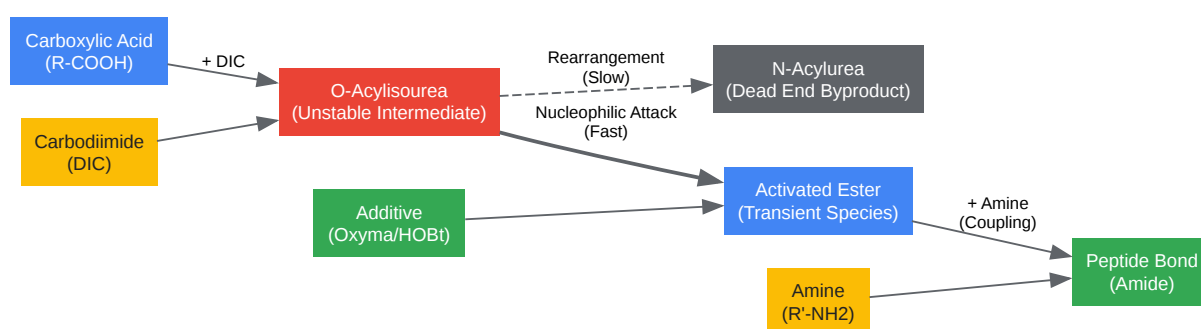 Carboxylic Acid
(R-COOH)
+ DIC
Carbodiimide
(DIC)
O-Acylisourea
(Unstable Intermediate)
Rearrangement
(Slow)
N-Acylurea
(Dead End Byproduct)
Nucleophilic Attack
(Fast)
Additive
(Oxyma/HOBt)
Activated Ester
(Transient Species)
+ Amine
(Coupling)
Amine
(R'-NH2)
Peptide Bond
(Amide)